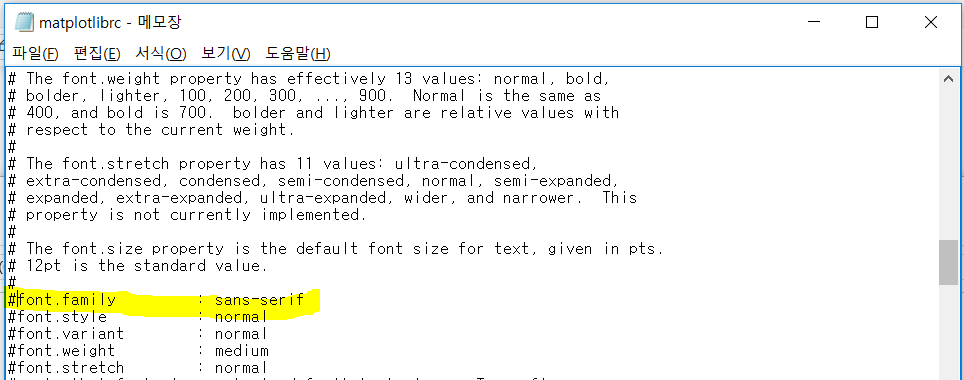 matplotlibrc - 메모장
파일(F) 편집(E) 서식(O) 보기(V) 도움말(H)
# The font.weight property has effectively 13 values: normal, bold,
# bolder, lighter, 100, 200, 300, ..., 900.  Normal is the same as
# 400, and bold is 700.  bolder and lighter are relative values with
# respect to the current weight.
#
# The font.stretch property has 11 values: ultra-condensed,
# extra-condensed, condensed, semi-condensed, normal, semi-expanded,
# expanded, extra-expanded, ultra-expanded, wider, and narrower.  This
# property is not currently implemented.
#
# The font.size property is the default font size for text, given in pts.
# 12pt is the standard value.
#
#font.family         : sans-serif
#font.style          : normal
#font.variant        : normal
#font.weight         : medium
#font.stretch        : normal